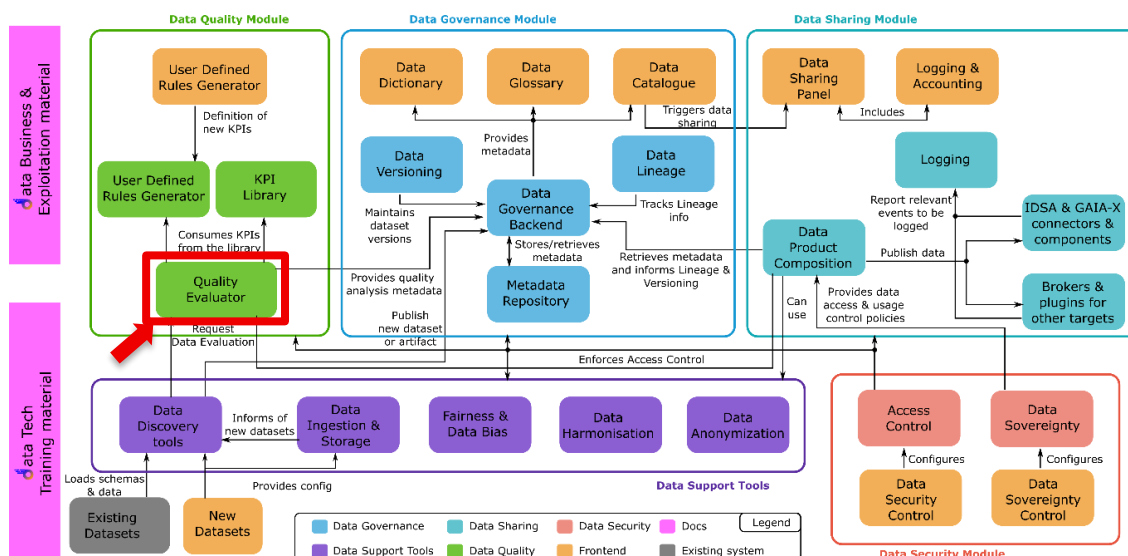 Data Quality Module
Data Governance Module
Data Sharing Module
Data Business &
Exploitation material
User Defined
Rules Generator
Definition of
new KPIs
User Defined
Rules Generator
KPI
Library
Consumes KPIs
from the library
Quality
Evaluator
Request
Data Evaluation
Data
Dictionary
Data
Glossary
Data
Catalogue
Triggers data
sharing
Provides
metadata
Data
Versioning
Data
Lineage
Maintains
dataset
versions
Data
Governance
Backend
Tracks Lineage
info
Stores/retrieves
metadata
Provides quality
analysis metadata
Metadata
Repository
Retrieves metadata
and informs Lineage &
Versioning
Publish
new dataset
or artifact
Data
Sharing
Panel
Logging &
Accounting
Includes
Logging
Report relevant
events to be
logged
IDSA & GAIA-X
connectors &
components
Data
Product
Composition
Publish data
Brokers &
plugins for
other targets
Can
use
Provides data
access & usage
control policies
Enforces Access Control
Data Tech
Training material
Data
Discovery
tools
Informs of
new datasets
Data
Ingestion &
Storage
Fairness &
Data Bias
Data
Harmonisation
Data
Anonymization
Loads schemas
& data
Provides config
Data Support Tools
Existing
Datasets
New
Datasets
Access
Control
Data
Sovereignty
Configures
Configures
Data
Security
Control
Data
Sovereignty
Control
Data Security Module
Legend
Data Governance
Data Sharing
Data Security
Docs
Data Support Tools
Data Quality
Frontend
Existing system